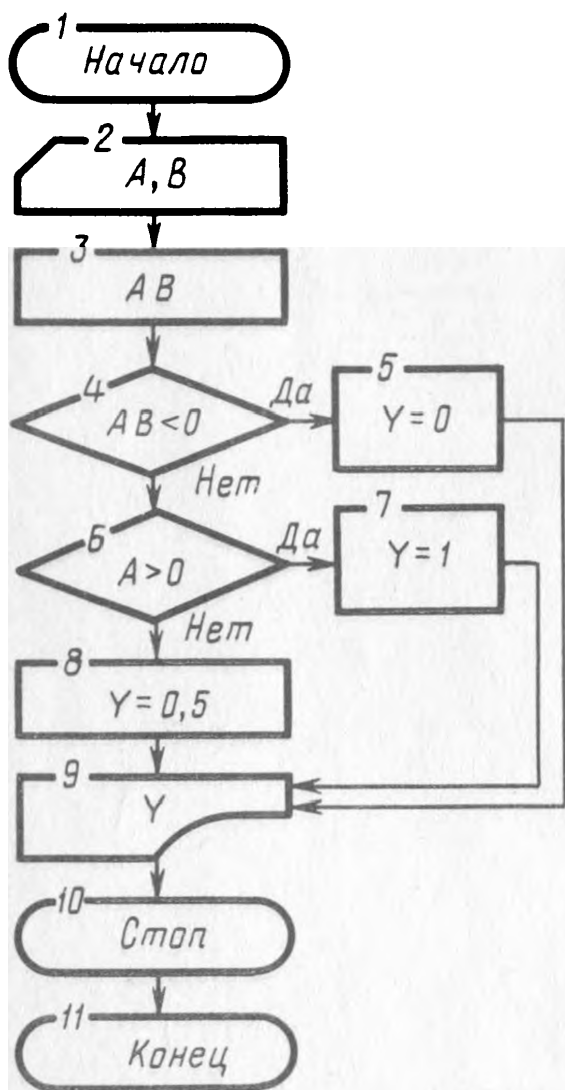 1
Начало
2
A, B
3
AB
4
AB<0
Да
5
Y=0
Нет
6
A>0
Да
7
Y=1
Нет
8
Y=0,5
9
Y
10
Стоп
11
Конец